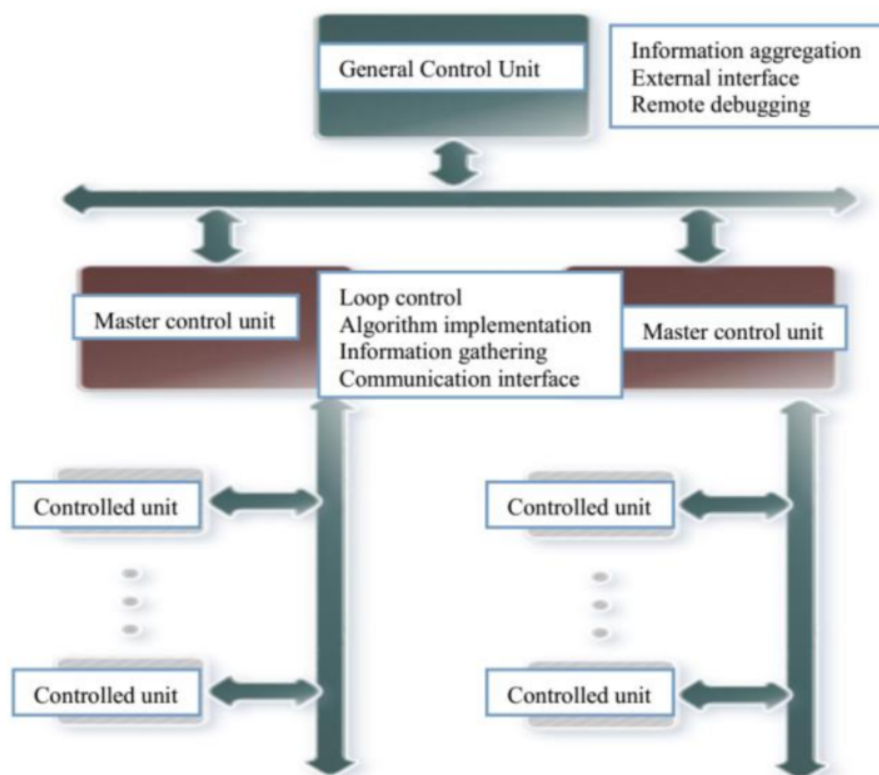 General Control Unit
Information aggregation
External interface
Remote debugging
Master control unit
Loop control
Algorithm implementation
Information gathering
Communication interface
Master control unit
Controlled unit
Controlled unit
Controlled unit
Controlled unit